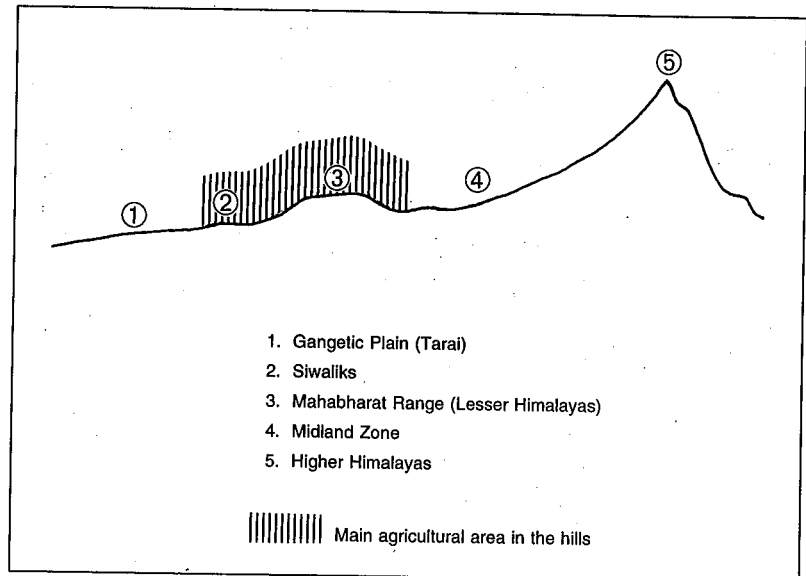 ⑤
③
④
②
①
1. Gangetic Plain (Tarai)
2. Siwaliks
3. Mahabharat Range (Lesser Himalayas)
4. Midland Zone
5. Higher Himalayas
Main agricultural area in the hills